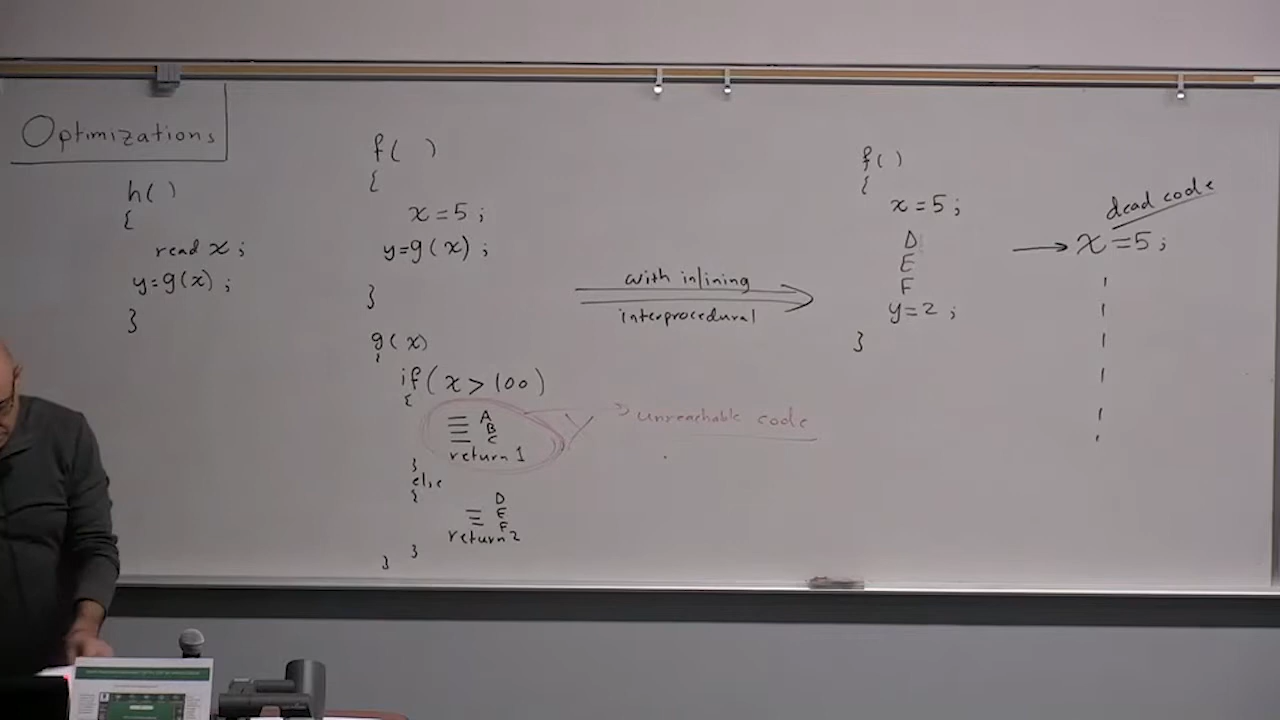 Optimizations
h( )
{
read x ;
y=g(x) ;
}
f( )
{
x=5 ;
y=g(x) ;
}
g(x)
{
if(x>100)
{
A
B
C
return 1
}
else
{
D
E
F
return 2
}
}
unreachable code
with inlining
interprocedural
f( )
{
x=5 ;
D
E
F
y=2 ;
}
dead code
x=5 ;